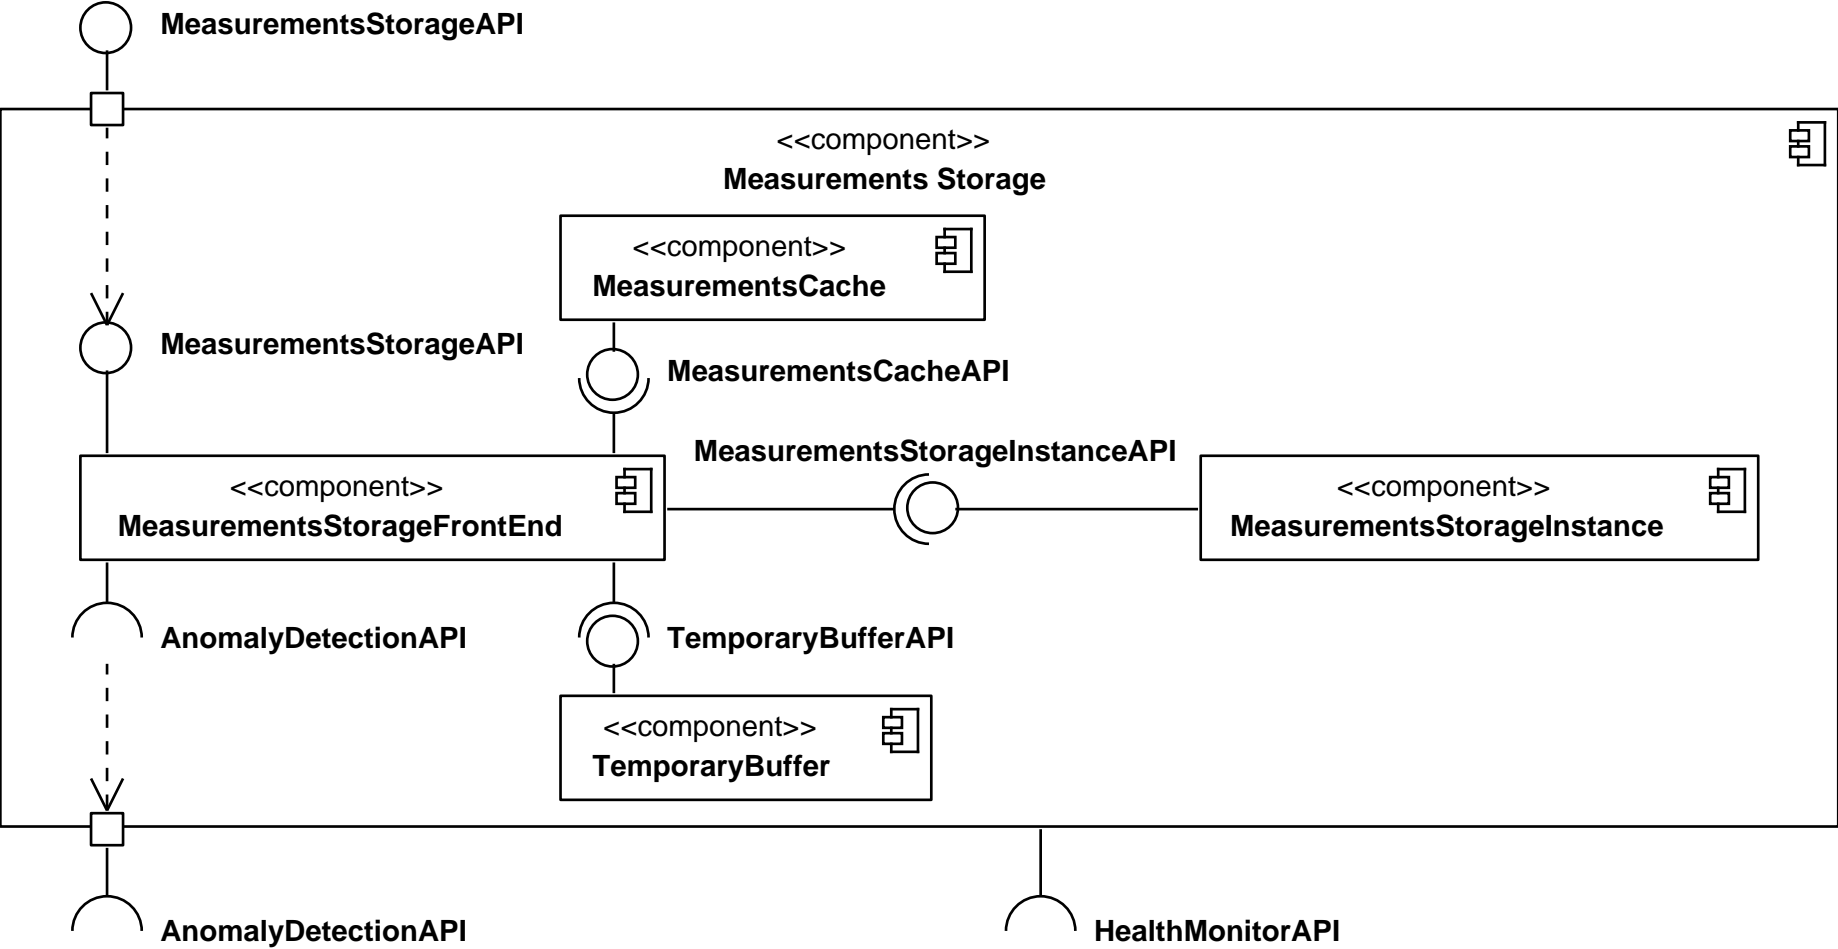 MeasurementsStorageAPI
<<component>>
Measurements Storage
<<component>>
MeasurementsCache
MeasurementsStorageAPI
MeasurementsCacheAPI
MeasurementsStorageInstanceAPI
<<component>>
MeasurementsStorageFrontEnd
<<component>>
MeasurementsStorageInstance
AnomalyDetectionAPI
TemporaryBufferAPI
<<component>>
TemporaryBuffer
AnomalyDetectionAPI
HealthMonitorAPI